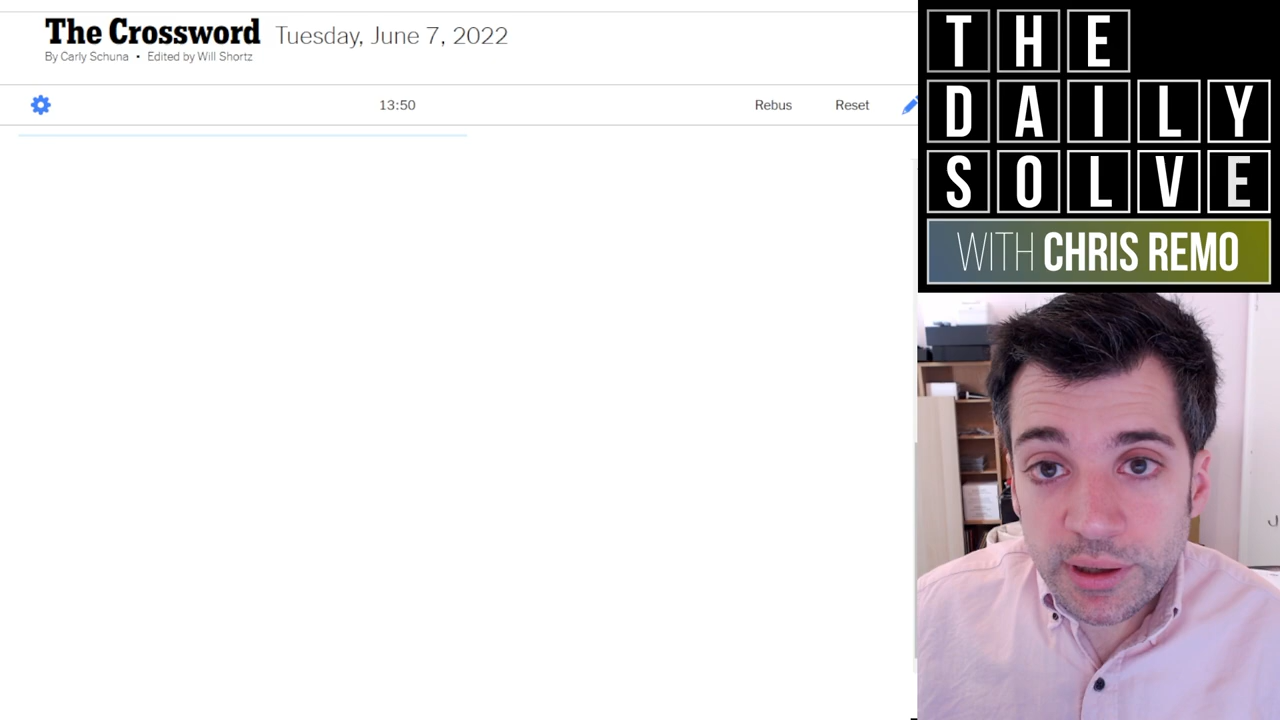 The Crossword Tuesday, June 7, 2022
By Carly Schuna • Edited by Will Shortz
13:50 Rebus Reset
THE
DAILY
SOLVE
WITH CHRIS REMO